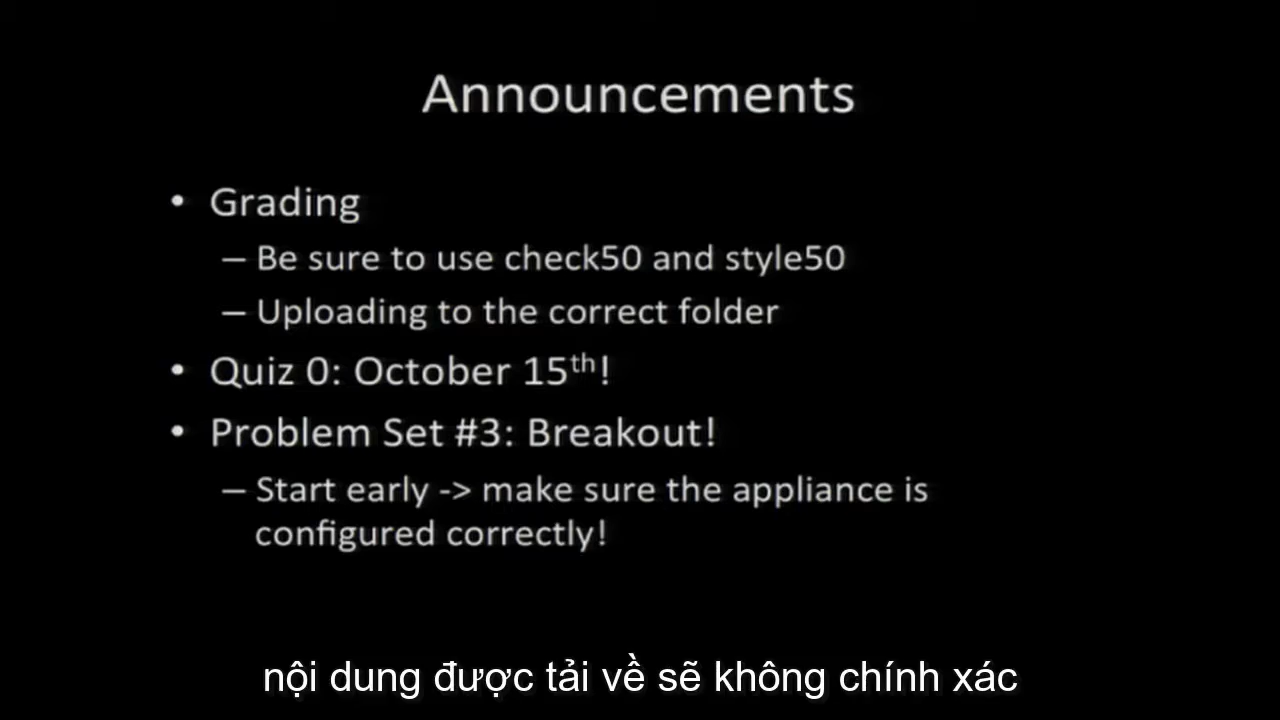 Announcements
• Grading
– Be sure to use check50 and style50
– Uploading to the correct folder
• Quiz 0: October 15th!
• Problem Set #3: Breakout!
– Start early -> make sure the appliance is
configured correctly!
nội dung được tải về sẽ không chính xác